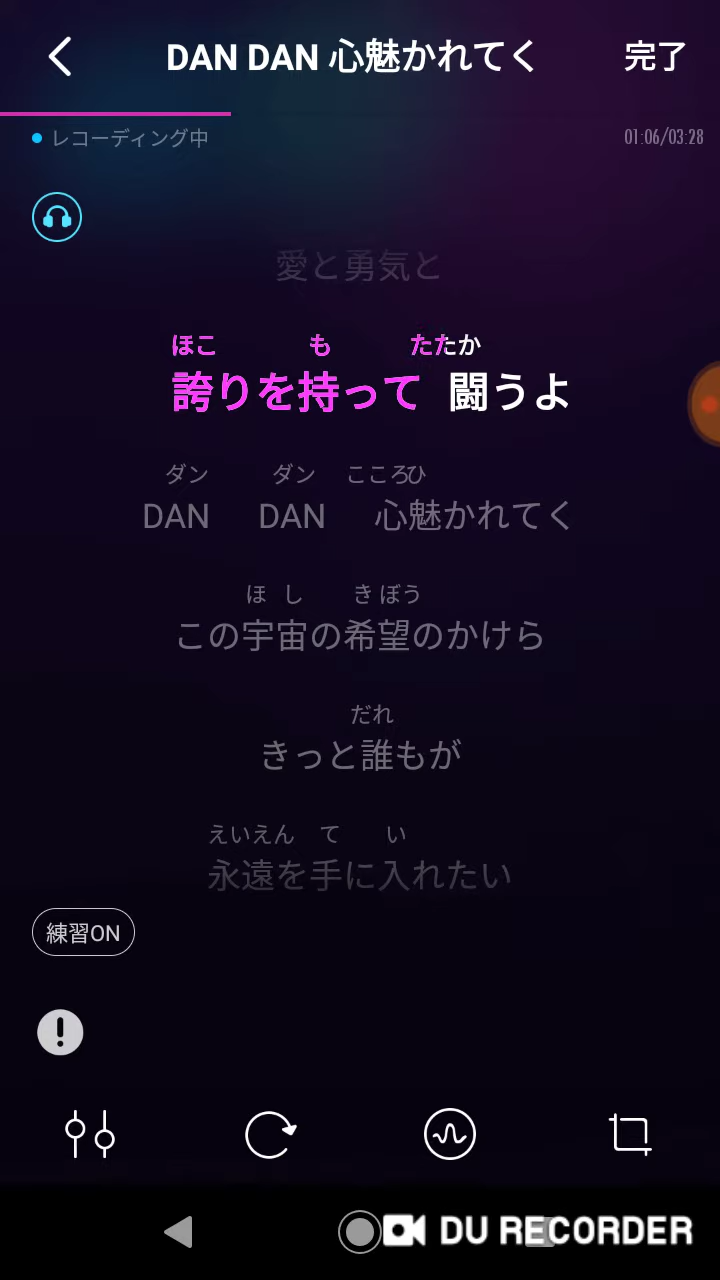 DAN DAN 心魅かれてく 完了
レコーディング中 01:06/03:28
愛と勇気と
ほこ も たたか
誇りを持って 闘うよ
ダン ダン こころひ
DAN DAN 心魅かれてく
ほし きぼう
この宇宙の希望のかけら
だれ
きっと誰もが
えいえん て い
永遠を手に入れたい
練習ON
DU RECORDER